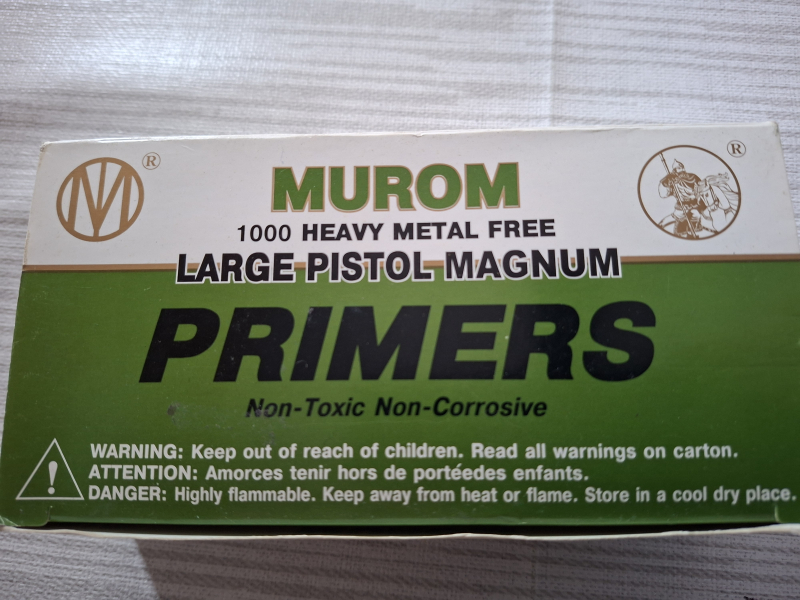 MUROM
1000 HEAVY METAL FREE
LARGE PISTOL MAGNUM
PRIMERS
Non-Toxic Non-Corrosive
WARNING: Keep out of reach of children. Read all warnings on carton.
ATTENTION: Amorces tenir hors de portéedes enfants.
DANGER: Highly flammable. Keep away from heat or flame. Store in a cool dry place.